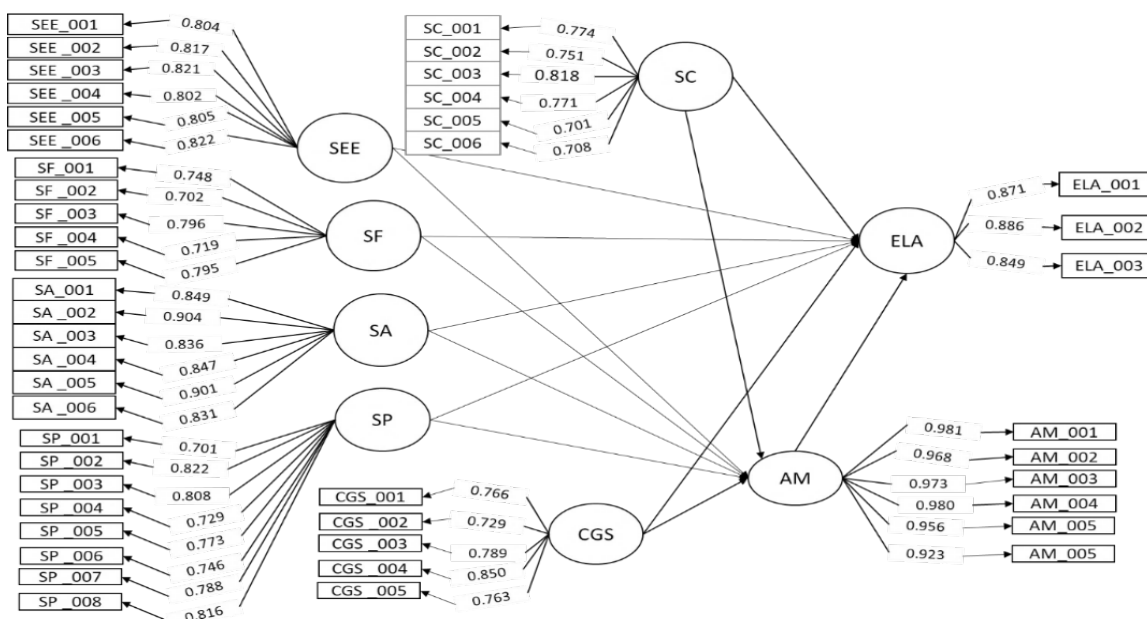 SEE_001
0.804
SEE _002
0.817
SEE _003
0.821
SEE _004
0.802
SEE _005
0.805
SEE _006
0.822
SEE
SF_001
0.748
SF _002
0.702
SF _003
0.796
SF _004
0.719
SF _005
0.795
SF
SA_001
0.849
SA _002
0.904
SA _003
0.836
SA _004
0.847
SA _005
0.901
SA _006
0.831
SA
SP _001
0.701
SP _002
0.822
SP _003
0.808
SP _004
0.729
SP _005
0.773
SP _006
0.746
SP _007
0.788
SP _008
0.816
SP
SC_001
0.774
SC_002
0.751
SC_003
0.818
SC_004
0.771
SC_005
0.701
SC_006
0.708
SC
CGS_001
0.766
CGS _002
0.729
CGS _003
0.789
CGS _004
0.850
CGS _005
0.763
CGS
ELA
0.871
ELA_001
0.886
ELA_002
0.849
ELA_003
AM
0.981
AM_001
0.968
AM_002
0.973
AM_003
0.980
AM_004
0.956
AM_005
0.923
AM_005